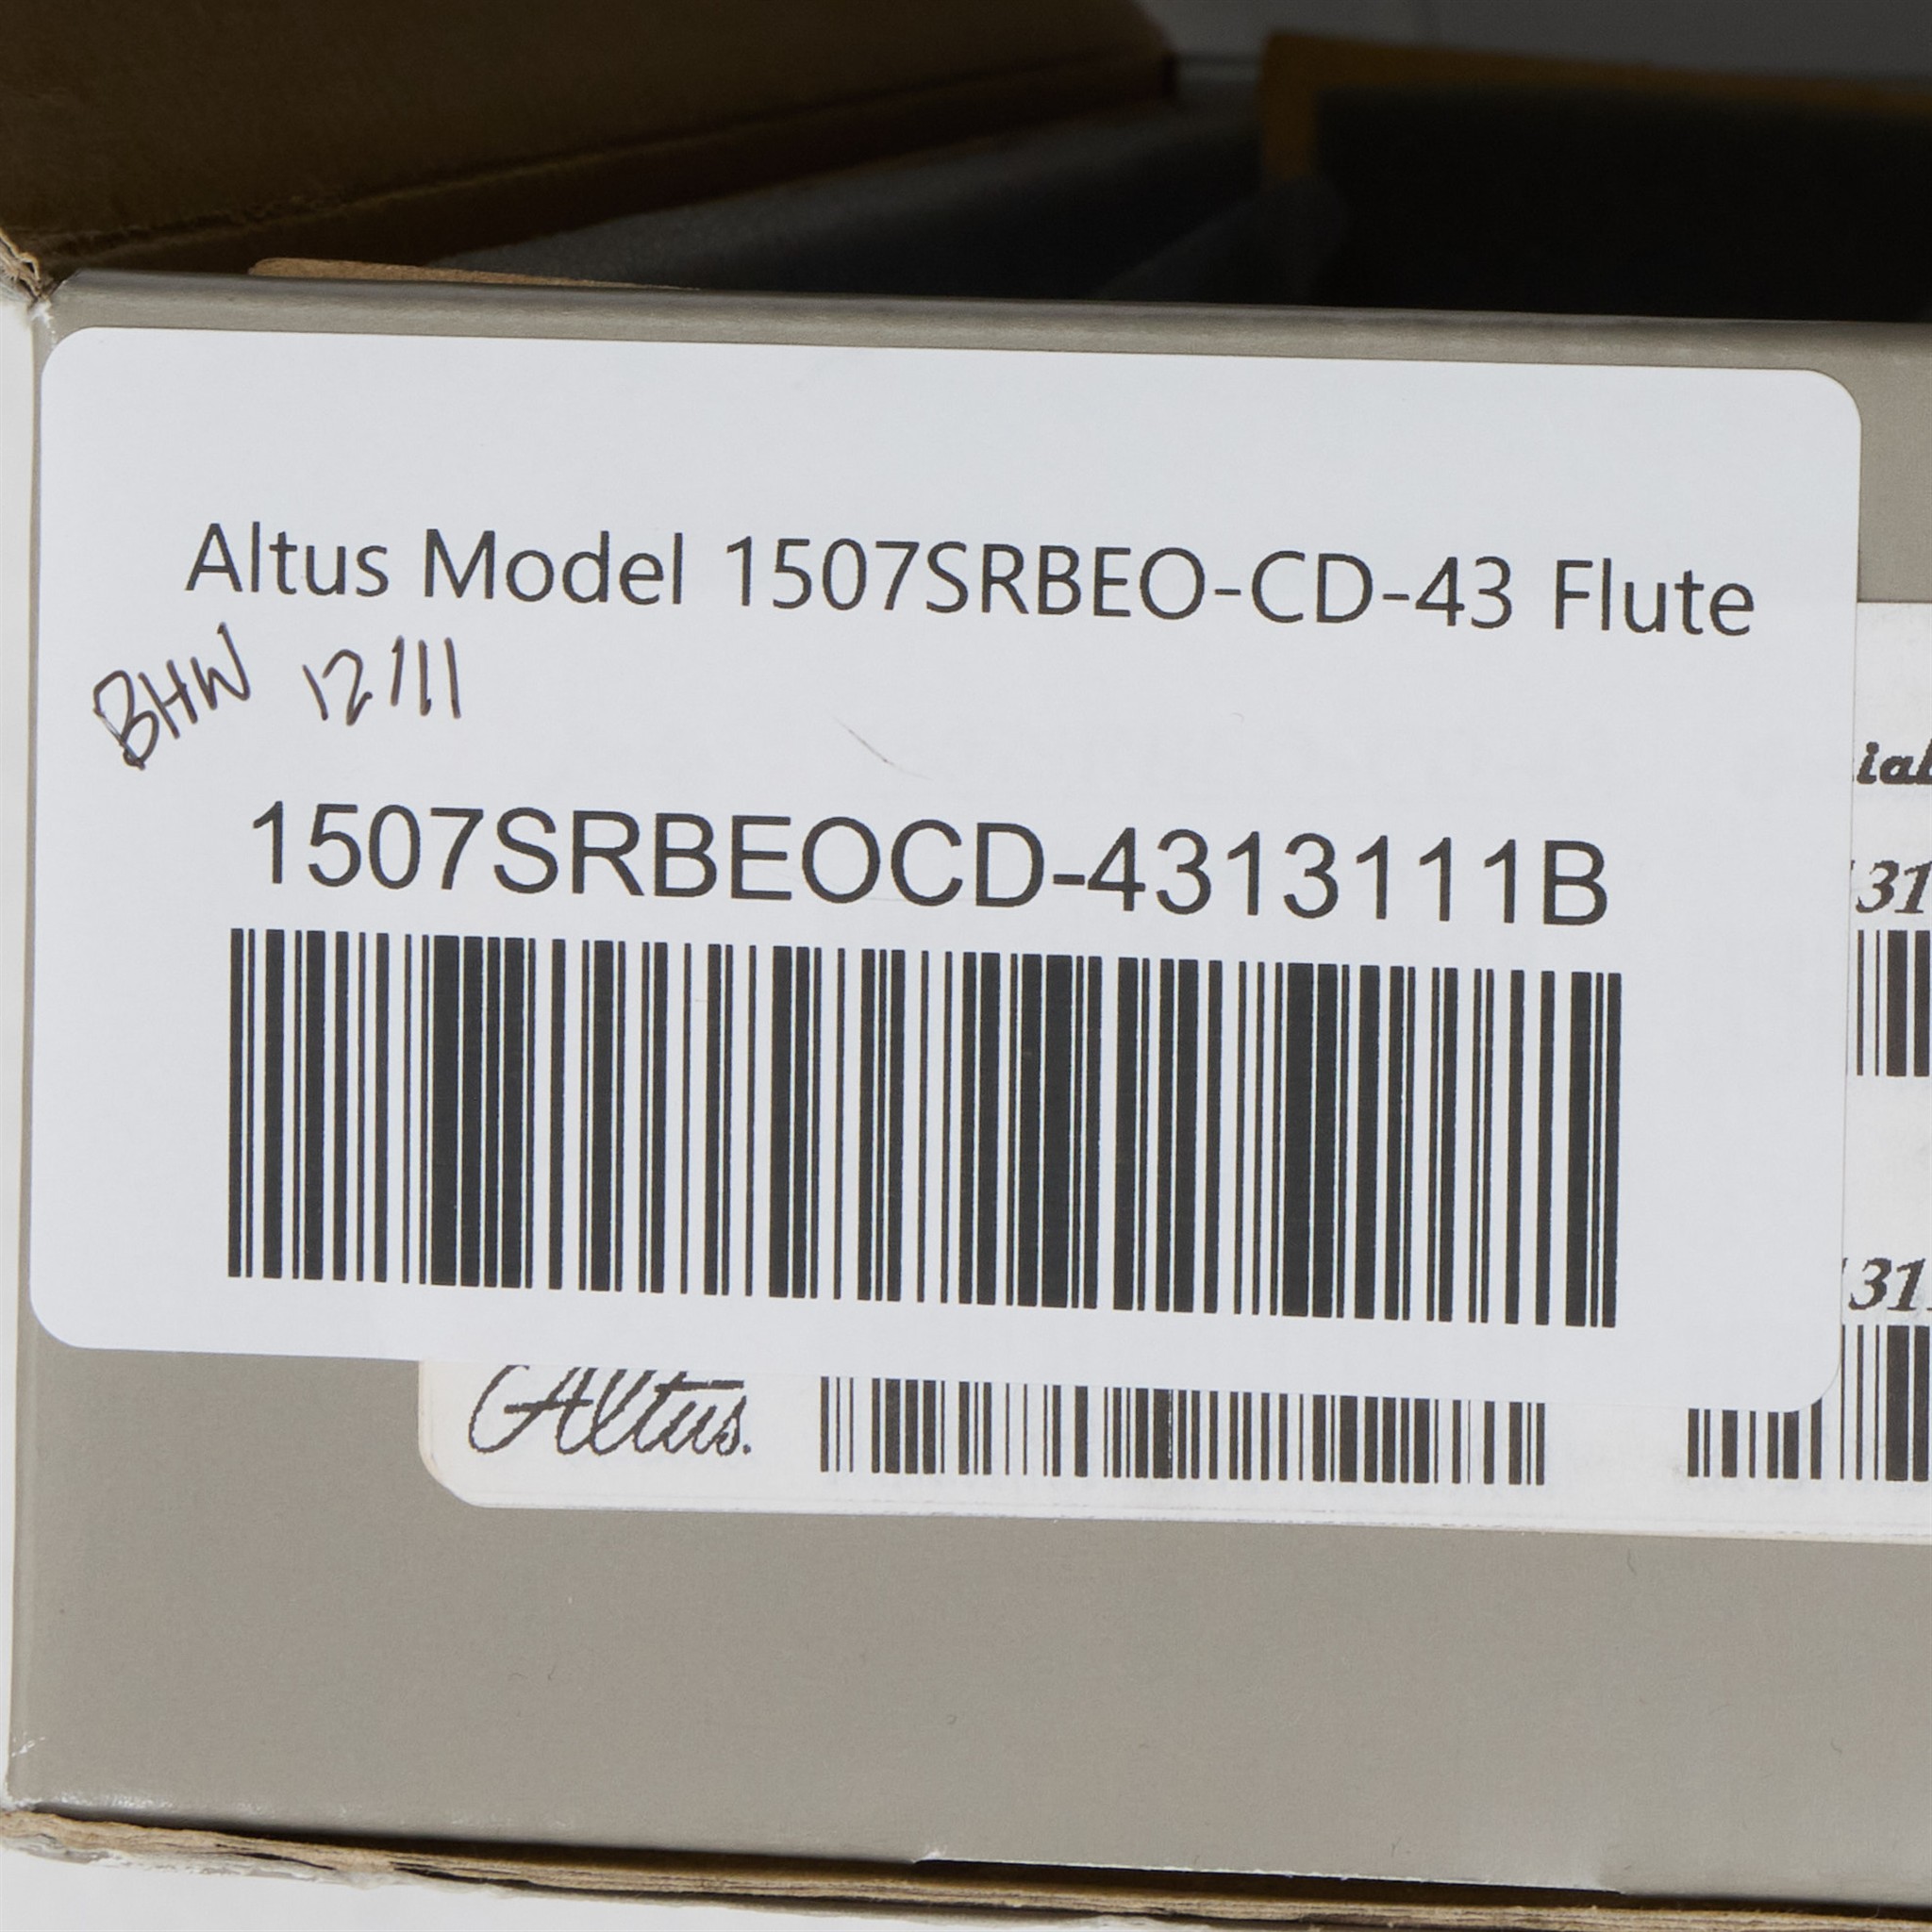 Altus Model 1507SRBEO-CD-43 Flute
BHW 12/11
1507SRBEOCD-4313111B
Altus.